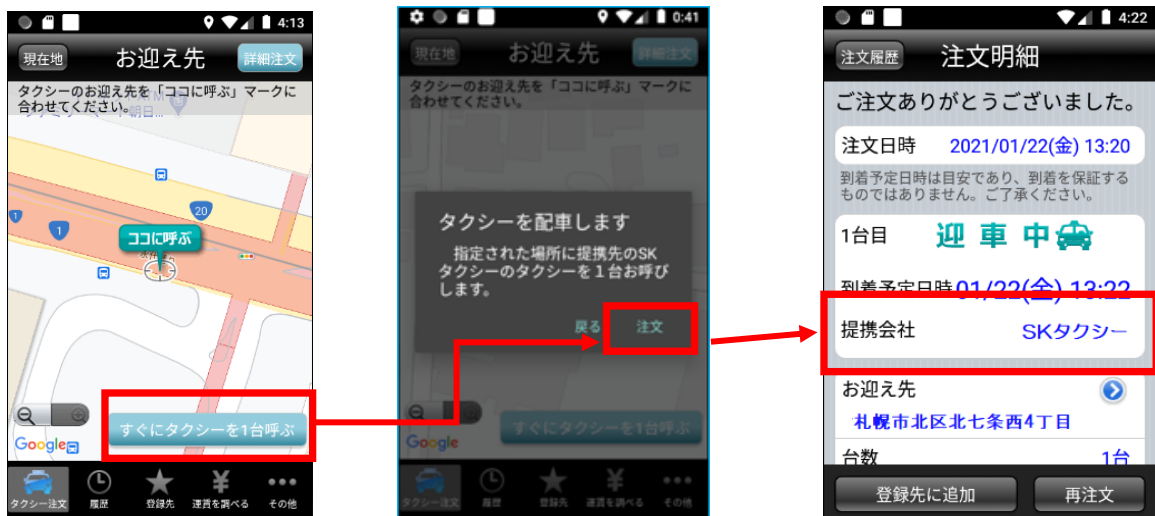 4:13
現在地
お迎え先
詳細注文
タクシーのお迎え先を「ココに呼ぶ」マークに
合わせてください。
朝日...
20
1
1
ココに呼ぶ
Google
すぐにタクシーを1台呼ぶ
タクシー注文
履歴
登録先
運賃を調べる
その他
0:41
現在地
お迎え先
詳細注文
タクシーのお迎え先を「ココに呼ぶ」マークに
合わせてください。
タクシーを配車します
指定された場所に提携先のSK
タクシーのタクシーを1台お呼び
します。
戻る
注文
Google
すぐにタクシーを1台呼ぶ
タクシー注文
履歴
登録先
運賃を調べる
その他
4:22
注文履歴
注文明細
ご注文ありがとうございました。
注文日時 2021/01/22(金) 13:20
到着予定日時は目安であり、到着を保証する
ものではありません。ご了承ください。
1台目 迎車中
到着予定日時 01/22(金) 13:22
提携会社 SKタクシー
お迎え先
札幌市北区北七条西4丁目
台数 1台
登録先に追加
再注文